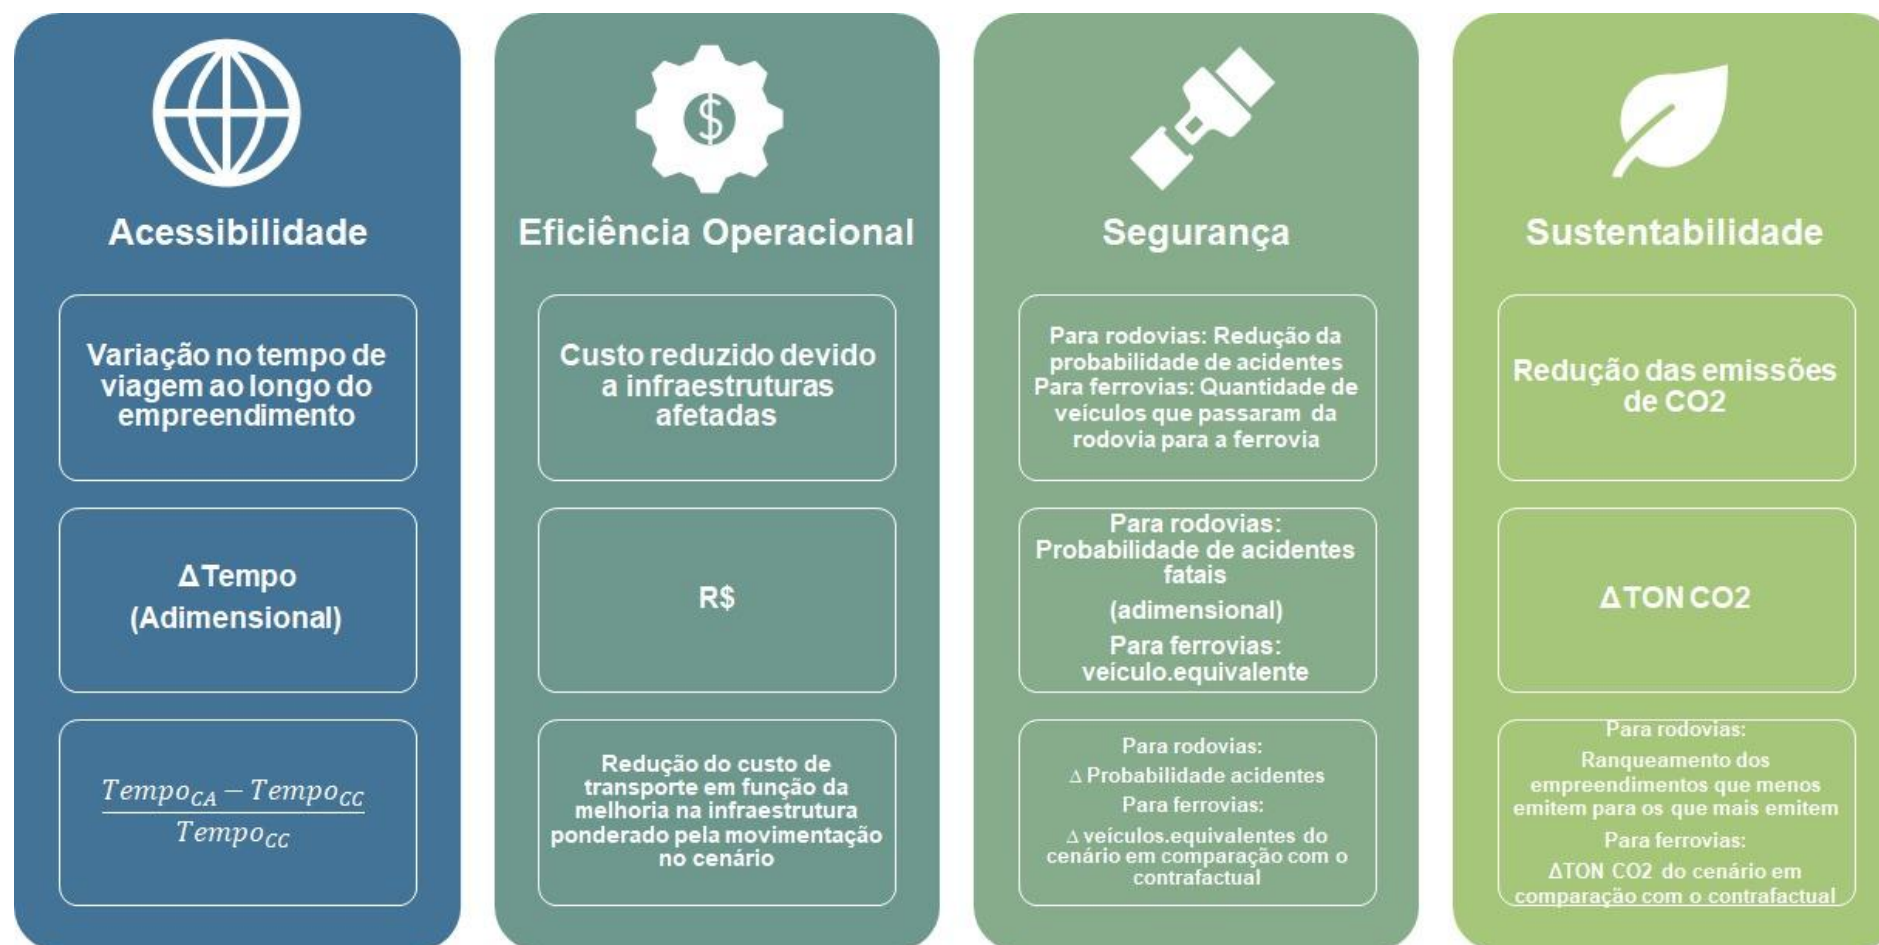 Acessibilidade
Variação no tempo de
viagem ao longo do
empreendimento
ΔTempo
(Adimensional)
Tempo_CA − Tempo_CC
Tempo_CC
$
Eficiência Operacional
Custo reduzido devido
a infraestruturas
afetadas
R$
Redução do custo de
transporte em função da
melhoria na infraestrutura
ponderado pela movimentação
no cenário
Segurança
Para rodovias: Redução da
probabilidade de acidentes
Para ferrovias: Quantidade de
veículos que passaram da
rodovia para a ferrovia
Para rodovias:
Probabilidade de acidentes
fatais
(adimensional)
Para ferrovias:
veículo.equivalente
Para rodovias:
Δ Probabilidade acidentes
Para ferrovias:
Δ veículos.equivalentes do
cenário em comparação com o
contrafactual
Sustentabilidade
Redução das emissões
de CO2
ΔTON CO2
Para rodovias:
Ranqueamento dos
empreendimentos que menos
emitem para os que mais emitem
Para ferrovias:
ΔTON CO2 do cenário em
comparação com o contrafactual